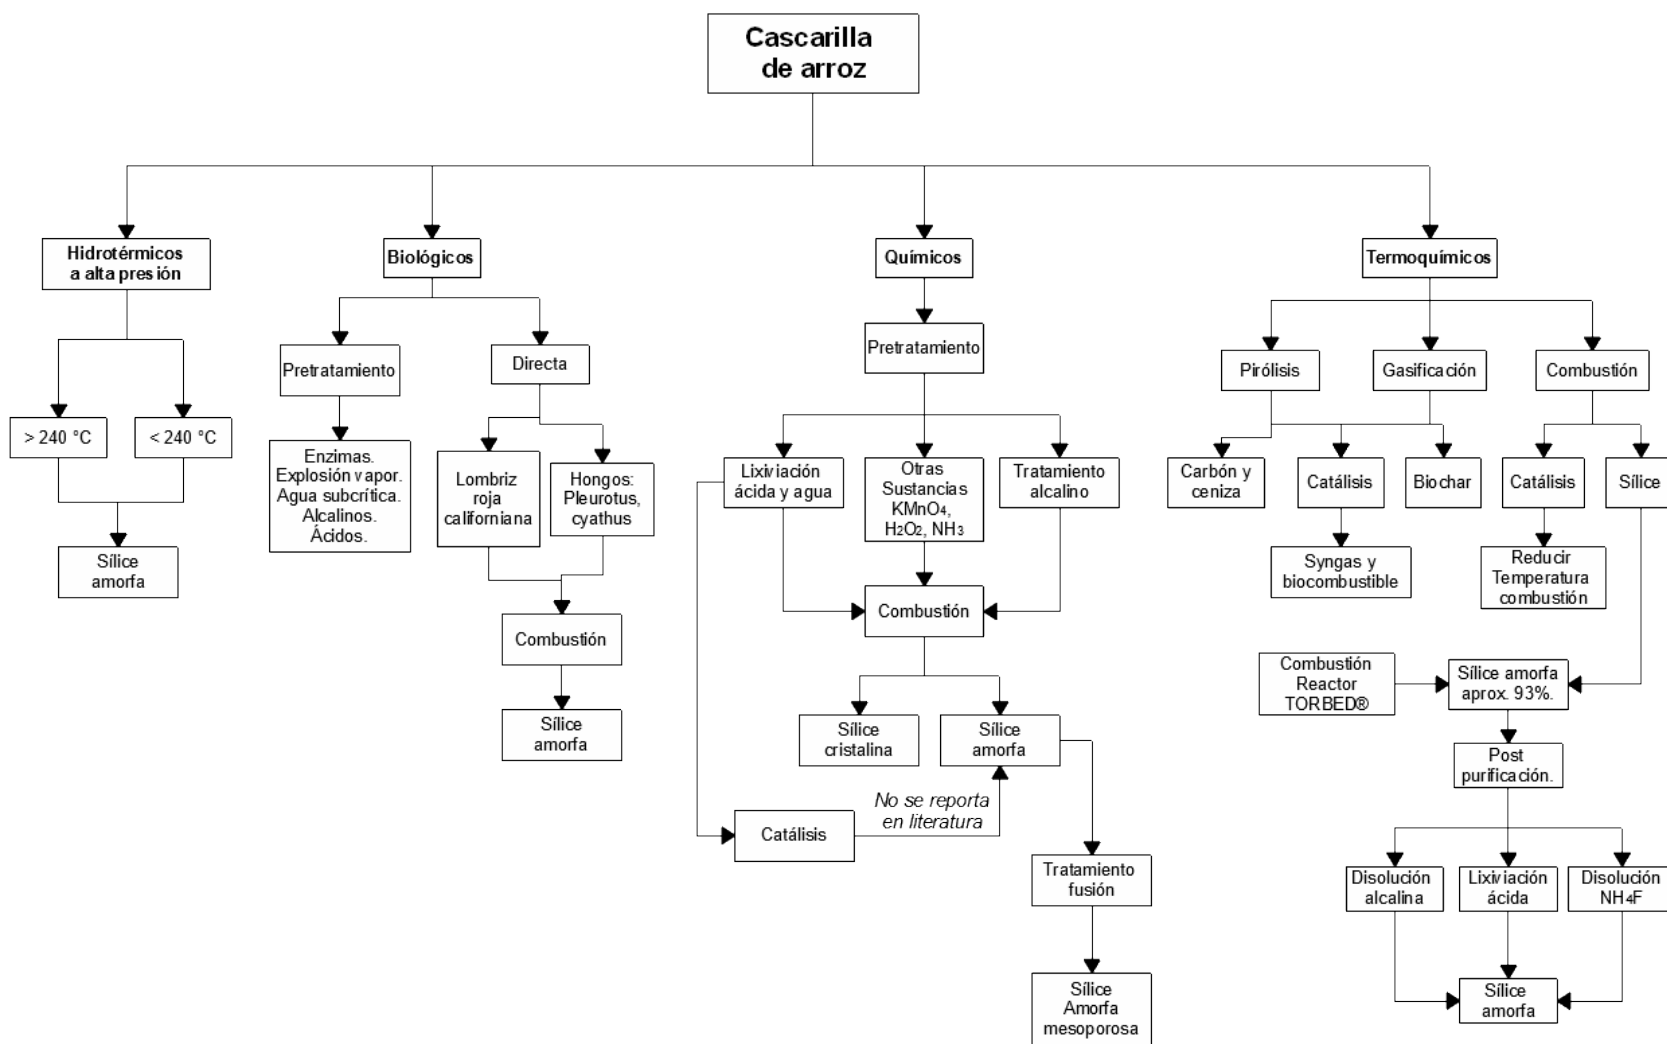 Cascarilla
de arroz
Hidrotérmicos
a alta presión
Biológicos
Químicos
Termoquímicos
Pretratamiento
Directa
Pretratamiento
Pirólisis
Gasificación
Combustión
> 240 °C
< 240 °C
Enzimas.
Explosión vapor.
Agua subcrítica.
Alcalinos.
Ácidos.
Lombriz
roja
californiana
Hongos:
Pleurotus,
cyathus
Lixiviación
ácida y agua
Otras
Sustancias
KMnO4,
H2O2, NH3
Tratamiento
alcalino
Carbón y
ceniza
Catálisis
Biochar
Catálisis
Sílice
Sílice
amorfa
Syngas y
biocombustible
Reducir
Temperatura
combustión
Combustión
Combustión
Combustión
Reactor
TORBED®
Sílice amorfa
aprox. 93%.
Sílice
amorfa
Sílice
cristalina
Sílice
amorfa
Post
purificación.
No se reporta
en literatura
Catálisis
Tratamiento
fusión
Disolución
alcalina
Lixiviación
ácida
Disolución
NH4F
Sílice
Amorfa
mesoporosa
Sílice
amorfa